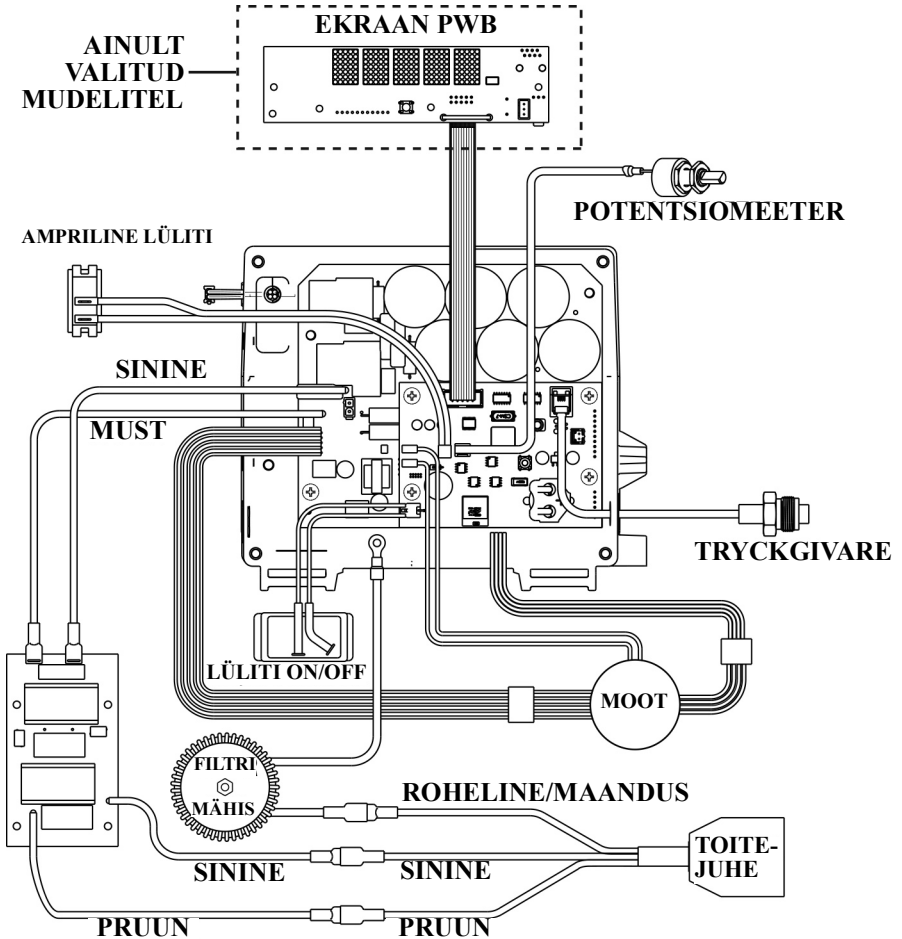 EKRAAN PWB
AINULT
VALITUD
MUDELITEL
POTENTSIOMEETER
AMPRILINE LÜLITI
SININE
MUST
TRYCKGIVARE
LÜLITI ON/OFF
MOOT
FILTRI
MÄHIS
ROHELINE/MAANDUS
TOITE-
JUHE
SININE
SININE
PRUUN
PRUUN